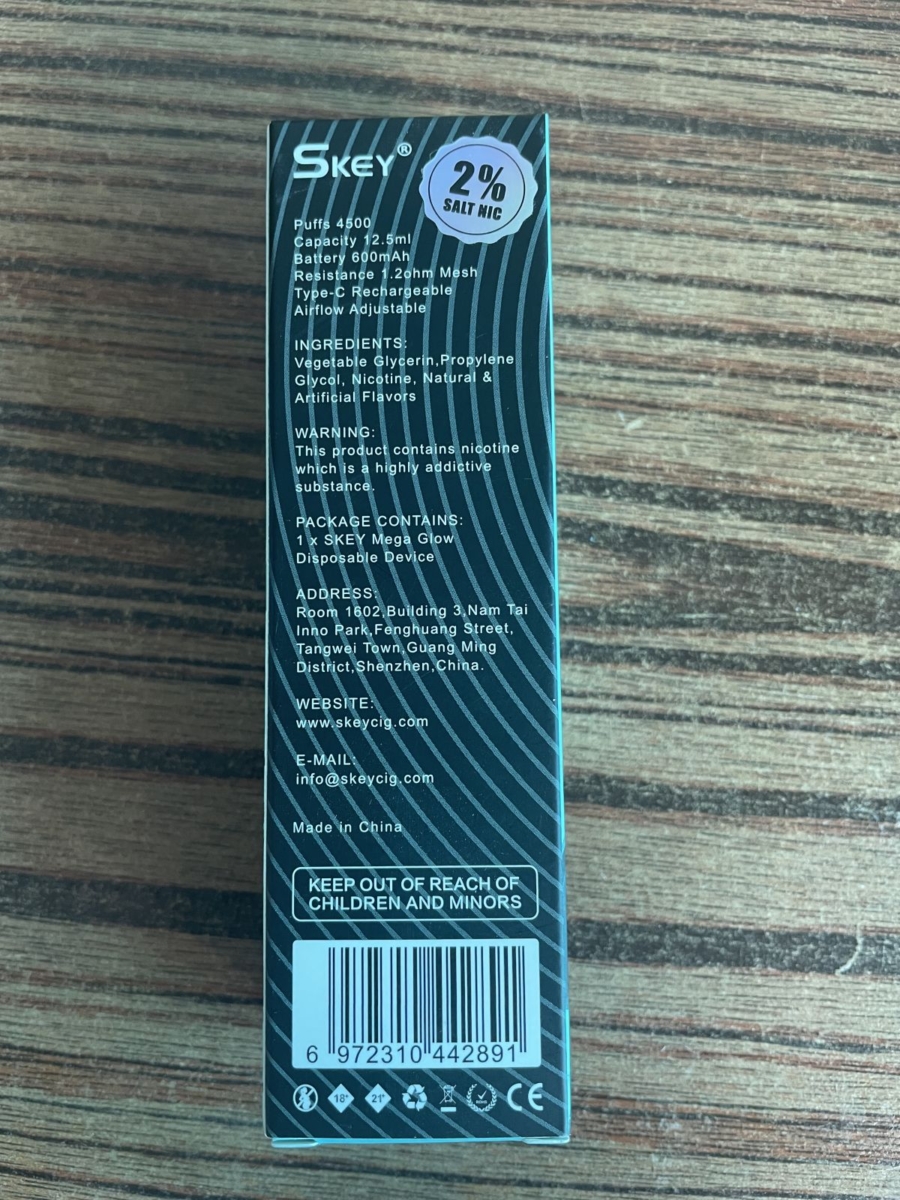 SKEY®
2%
SALT NIC
Puffs 4500
Capacity 12.5ml
Battery 600mAh
Resistance 1.2ohm Mesh
Type-C Rechargeable
Airflow Adjustable
INGREDIENTS:
Vegetable Glycerin,Propylene
Glycol, Nicotine, Natural &
Artificial Flavors
WARNING:
This product contains nicotine
which is a highly addictive
substance.
PACKAGE CONTAINS:
1 x SKEY Mega Glow
Disposable Device
ADDRESS:
Room 1602,Building 3,Nam Tai
Inno Park,Fenghuang Street,
Tangwei Town,Guang Ming
District,Shenzhen,China.
WEBSITE:
www.skeycig.com
E-MAIL:
info@skeycig.com
Made in China
KEEP OUT OF REACH OF
CHILDREN AND MINORS
6 972310 442891
18+ 21+ CE